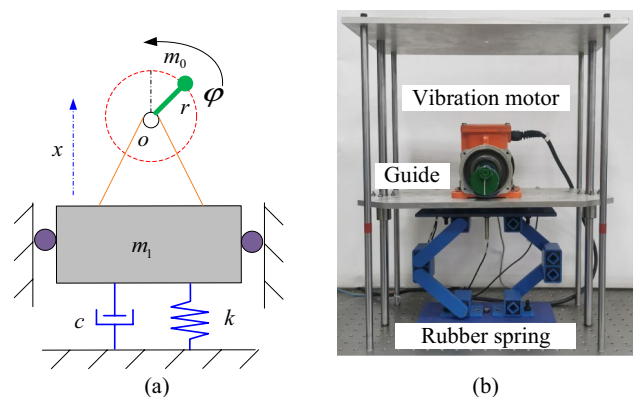 m₀
r
φ
o
x
m₁
c
k
(a)
Vibration motor
Guide
Rubber spring
(b)